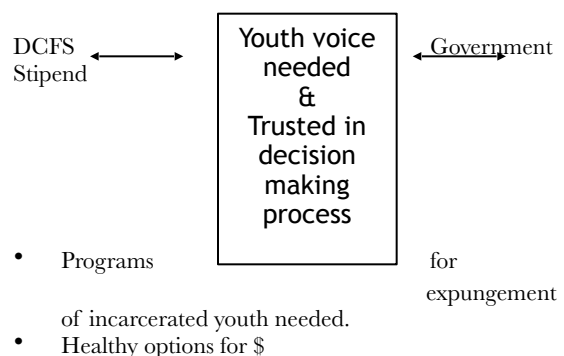 DCFS
Stipend
Youth voice
needed
&
Trusted in
decision
making
process
Government
• Programs for
expungement
of incarcerated youth needed.
• Healthy options for $